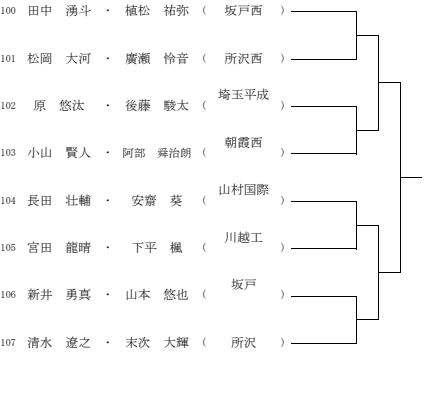 100 田中 湧斗 ・ 植松 祐弥 ( 坂戸西 )
101 松岡 大河 ・ 廣瀬 怜音 ( 所沢西 )
102 原 悠汰 ・ 後藤 駿太 ( 埼玉平成 )
103 小山 賢人 ・ 阿部 舜治朗 ( 朝霞西 )
104 長田 壮輔 ・ 安齋 葵 ( 山村国際 )
105 宮田 龍晴 ・ 下平 楓 ( 川越工 )
106 新井 勇真 ・ 山本 悠也 ( 坂戸 )
107 清水 遼之 ・ 末次 大輝 ( 所沢 )